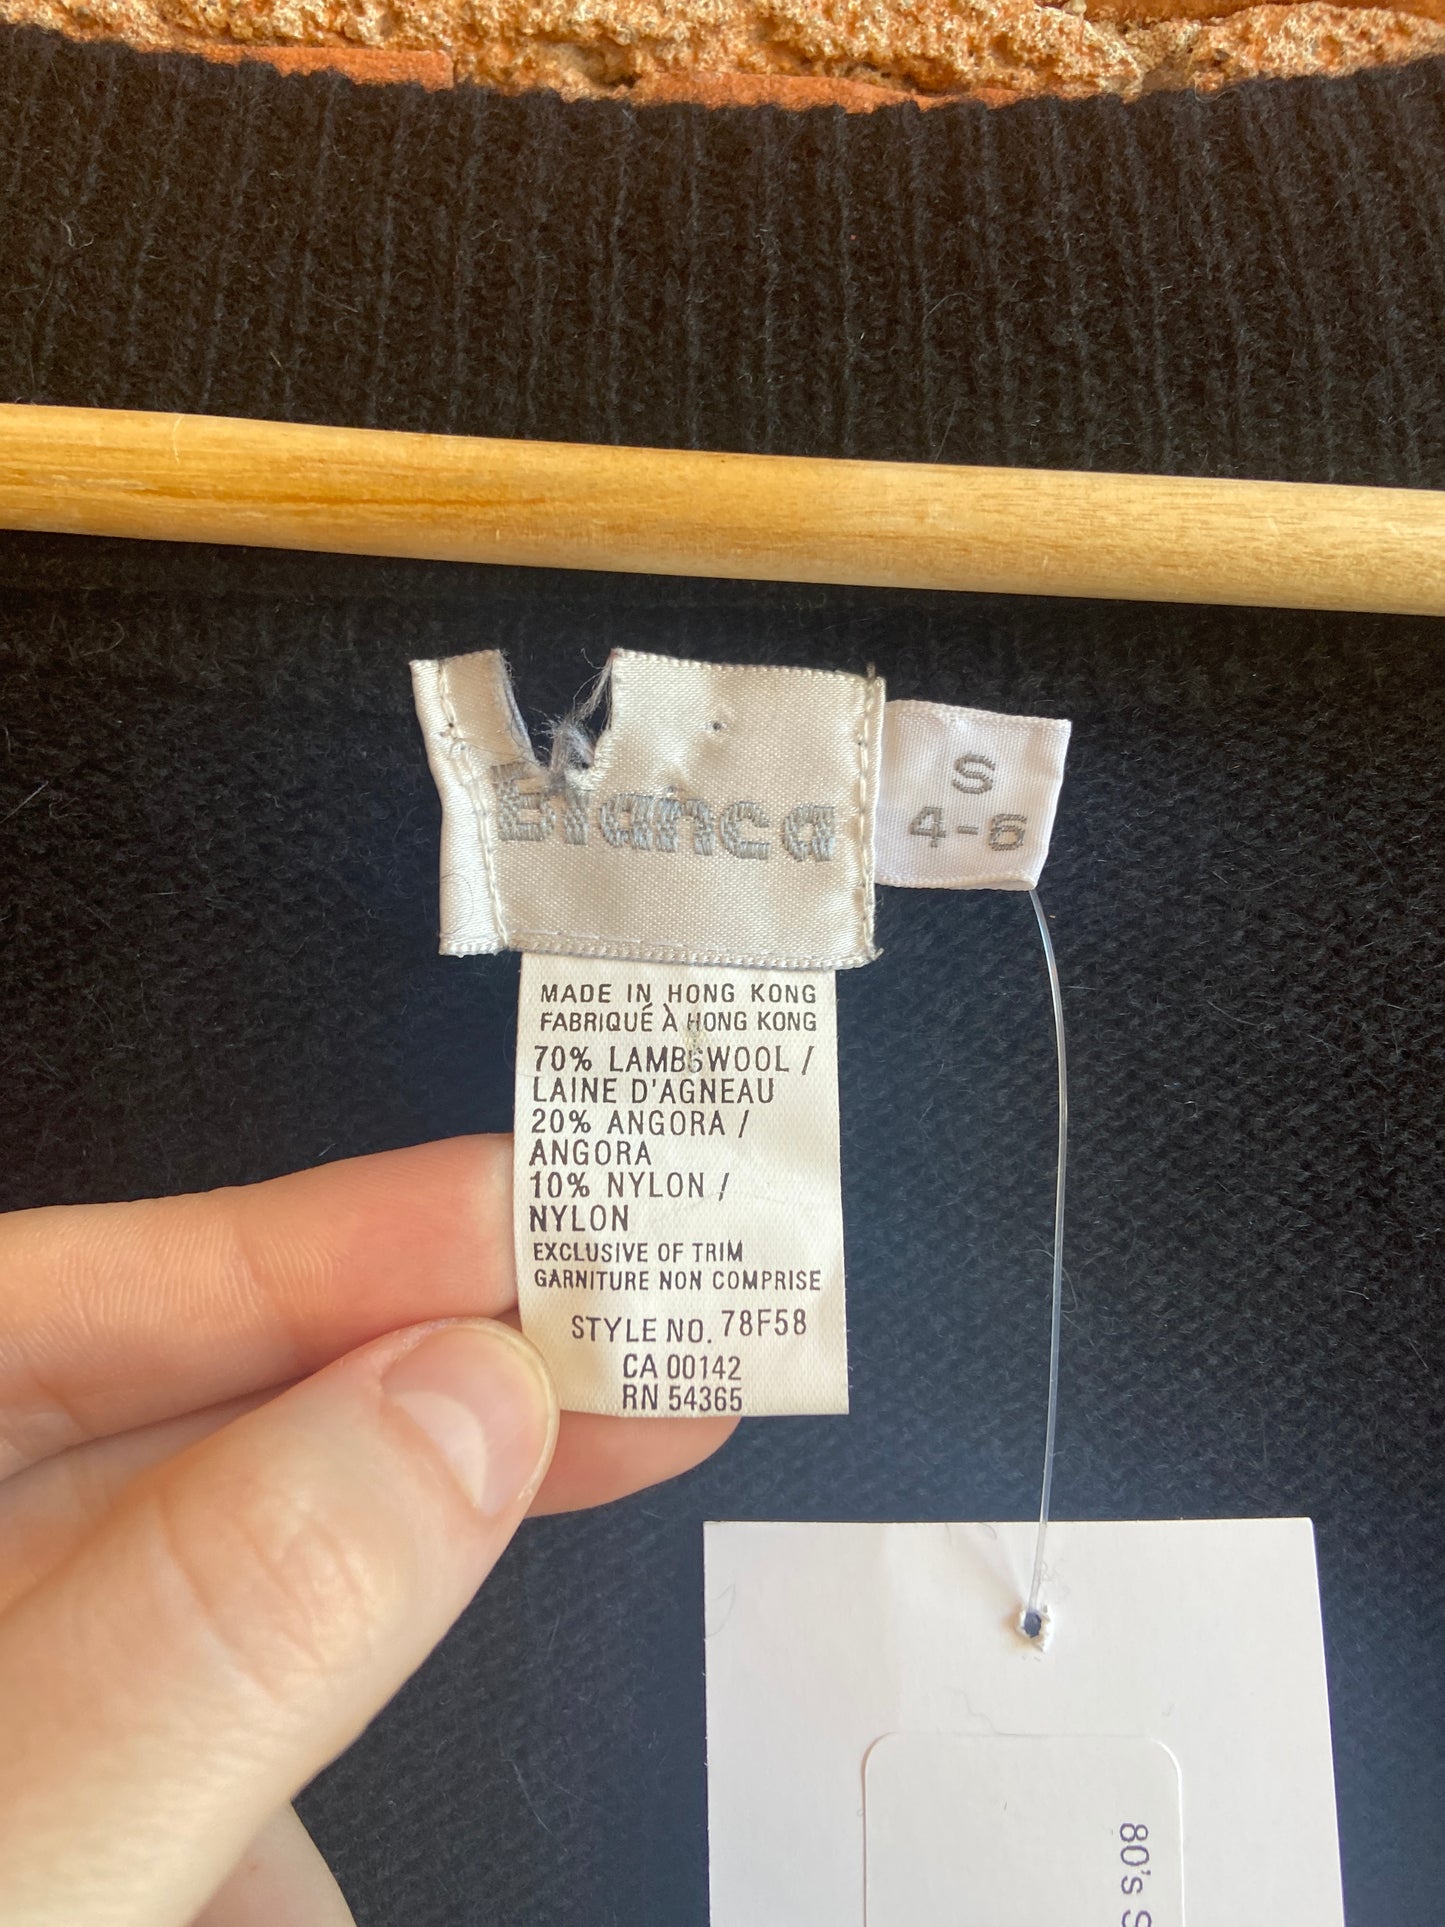 Bianca
S
4-6
MADE IN HONG KONG
FABRIQUÉ À HONG KONG
70% LAMBSWOOL /
LAINE D'AGNEAU
20% ANGORA /
ANGORA
10% NYLON /
NYLON
EXCLUSIVE OF TRIM
GARNITURE NON COMPRISE
STYLE NO. 78F58
CA 00142
RN 54365
80's